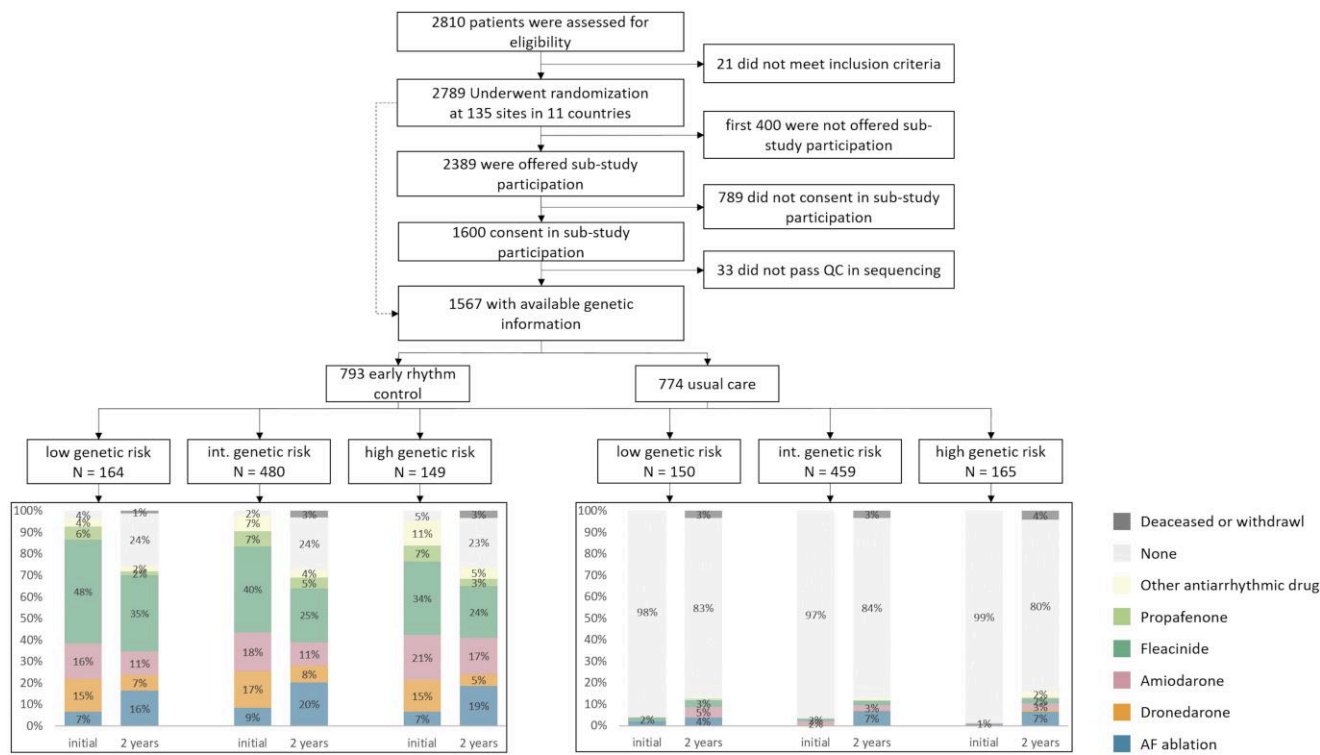 2810 patients were assessed for
eligibility
21 did not meet inclusion criteria
2789 Underwent randomization
at 135 sites in 11 countries
first 400 were not offered sub-
study participation
2389 were offered sub-study
participation
789 did not consent in sub-study
participation
1600 consent in sub-study
participation
33 did not pass QC in sequencing
1567 with available genetic
information
793 early rhythm
control
774 usual care
low genetic risk
N = 164
int. genetic risk
N = 480
high genetic risk
N = 149
low genetic risk
N = 150
int. genetic risk
N = 459
high genetic risk
N = 165
100%
90%
80%
70%
60%
50%
40%
30%
20%
10%
0%
4%
4%
6%
48%
16%
15%
7%
1%
24%
2%
2%
35%
11%
7%
16%
2%
7%
7%
40%
18%
17%
9%
3%
24%
4%
5%
25%
11%
8%
20%
5%
11%
7%
34%
21%
15%
7%
3%
23%
5%
3%
24%
17%
5%
19%
initial 2 years
initial 2 years
initial 2 years
100%
90%
80%
70%
60%
50%
40%
30%
20%
10%
0%
98%
2%
3%
83%
3%
5%
4%
97%
2%
3%
84%
3%
7%
99%
1%
4%
80%
2%
3%
7%
initial 2 years
initial 2 years
initial 2 years
Deaceased or withdrawl
None
Other antiarrhythmic drug
Propafenone
Fleacinide
Amiodarone
Dronedarone
AF ablation